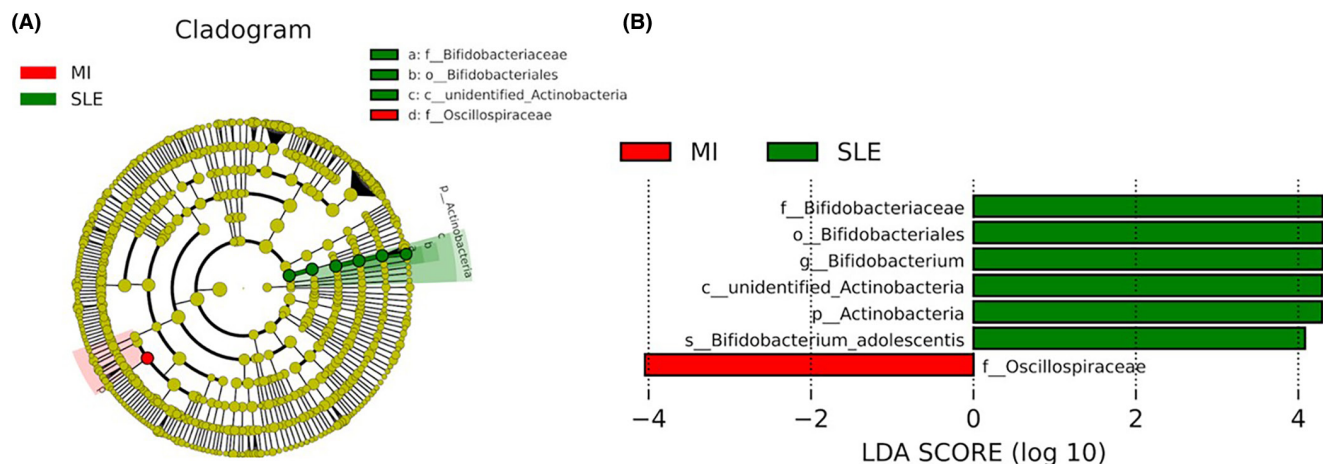 (A)
Cladogram
MI
SLE
a: f__Bifidobacteriaceae
b: o__Bifidobacteriales
c: c__unidentified_Actinobacteria
d: f__Oscillospiraceae
p__Actinobacteria
c
b
a
d
(B)
MI
SLE
f__Bifidobacteriaceae
o__Bifidobacteriales
g__Bifidobacterium
c__unidentified_Actinobacteria
p__Actinobacteria
s__Bifidobacterium_adolescentis
f__Oscillospiraceae
−4 −2 0 2 4
LDA SCORE (log 10)